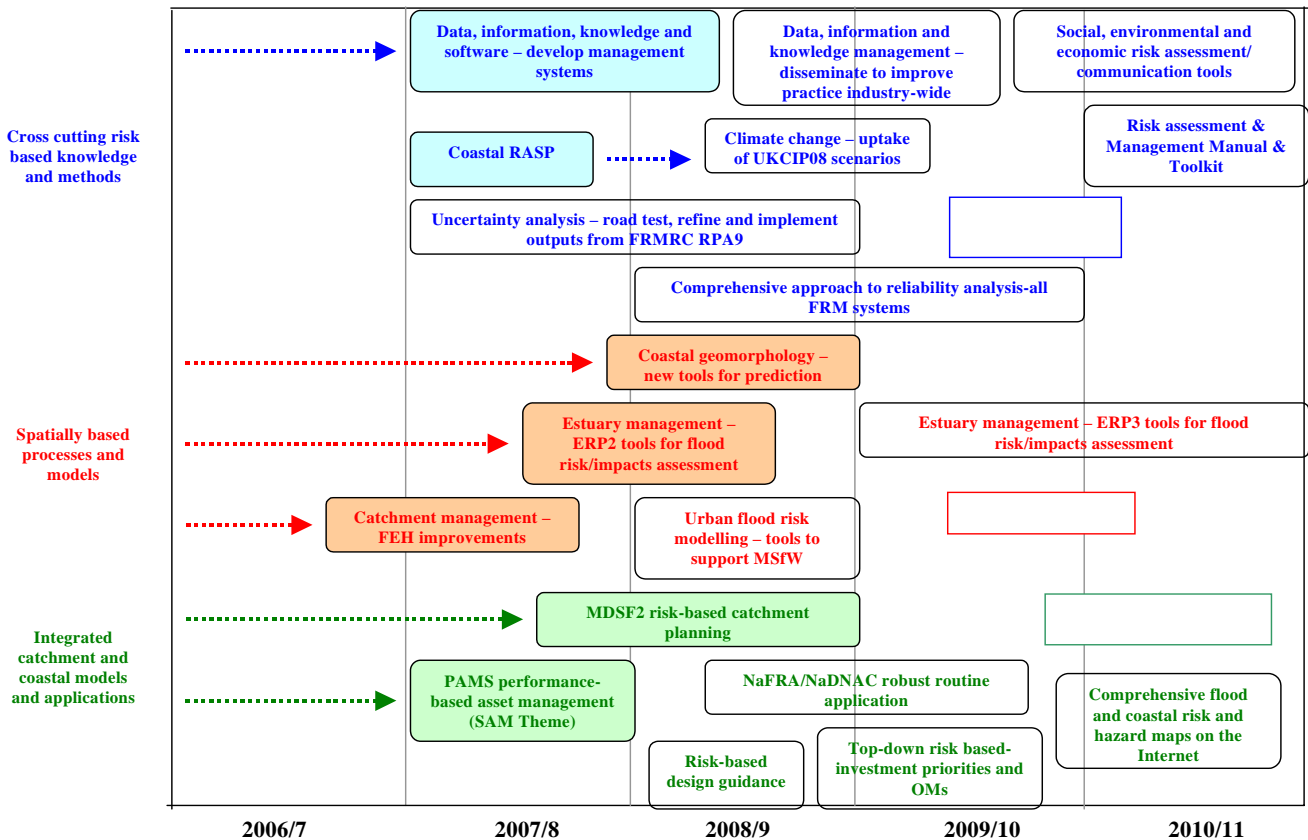 Data, information, knowledge and
software – develop management
systems
Data, information and
knowledge management –
disseminate to improve
practice industry-wide
Social, environmental and
economic risk assessment/
communication tools
Cross cutting risk
based knowledge
and methods
Coastal RASP
Climate change – uptake
of UKCIP08 scenarios
Risk assessment &
Management Manual &
Toolkit
Uncertainty analysis – road test, refine and implement
outputs from FRMRC RPA9
Comprehensive approach to reliability analysis-all
FRM systems
Coastal geomorphology –
new tools for prediction
Spatially based
processes and
models
Estuary management –
ERP2 tools for flood
risk/impacts assessment
Estuary management – ERP3 tools for flood
risk/impacts assessment
Catchment management –
FEH improvements
Urban flood risk
modelling – tools to
support MSfW
Integrated
catchment and
coastal models
and applications
MDSF2 risk-based catchment
planning
PAMS performance-
based asset management
(SAM Theme)
NaFRA/NaDNAC robust routine
application
Comprehensive flood
and coastal risk and
hazard maps on the
Internet
Risk-based
design guidance
Top-down risk based-
investment priorities and
OMs
2006/7
2007/8
2008/9
2009/10
2010/11